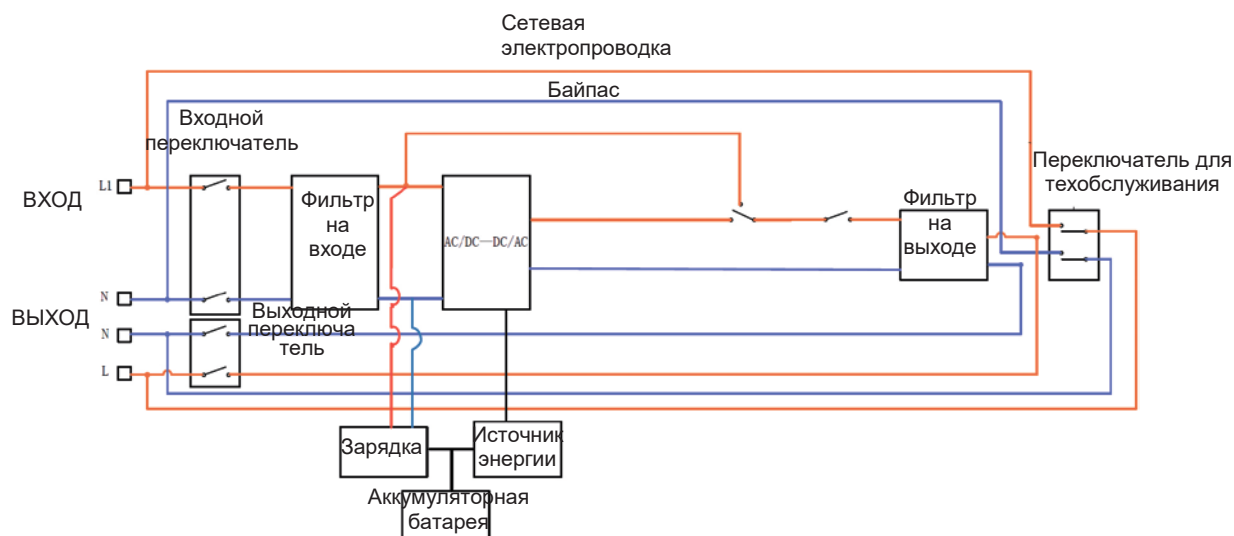 Сетевая
электропроводка
Байпас
Входной
переключатель
Переключатель для
техобслуживания
L1
ВХОД
Фильтр
на
входе
AC/DC—DC/AC
Фильтр
на
выходе
N
ВЫХОД
Выходной
переключа
тель
N
L
Зарядка
Источник
энергии
Аккумуляторная
батарея